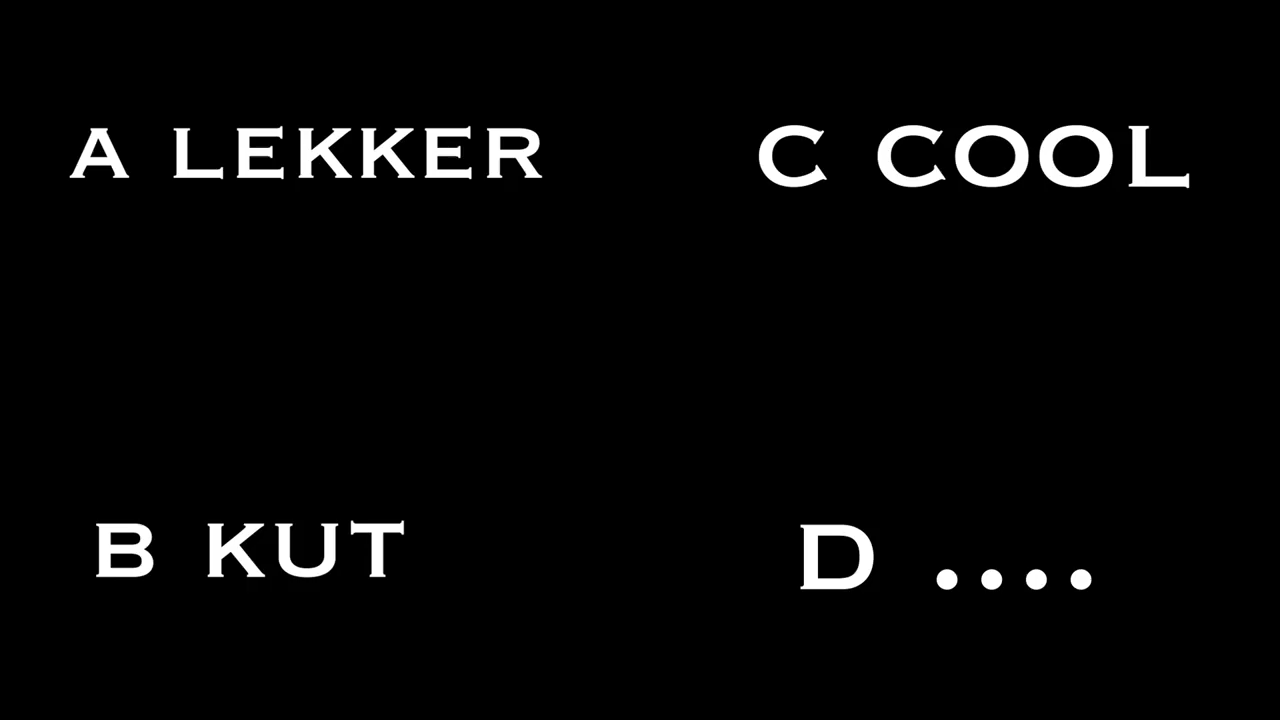 A LEKKER
C COOL
B KUT
D ....